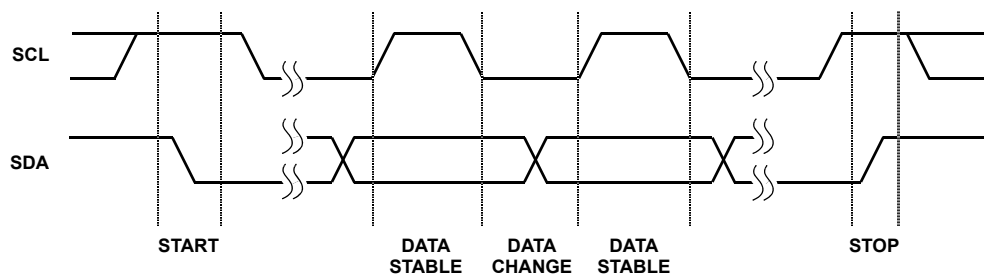 SCL
SDA
START
DATA
STABLE
DATA
CHANGE
DATA
STABLE
STOP